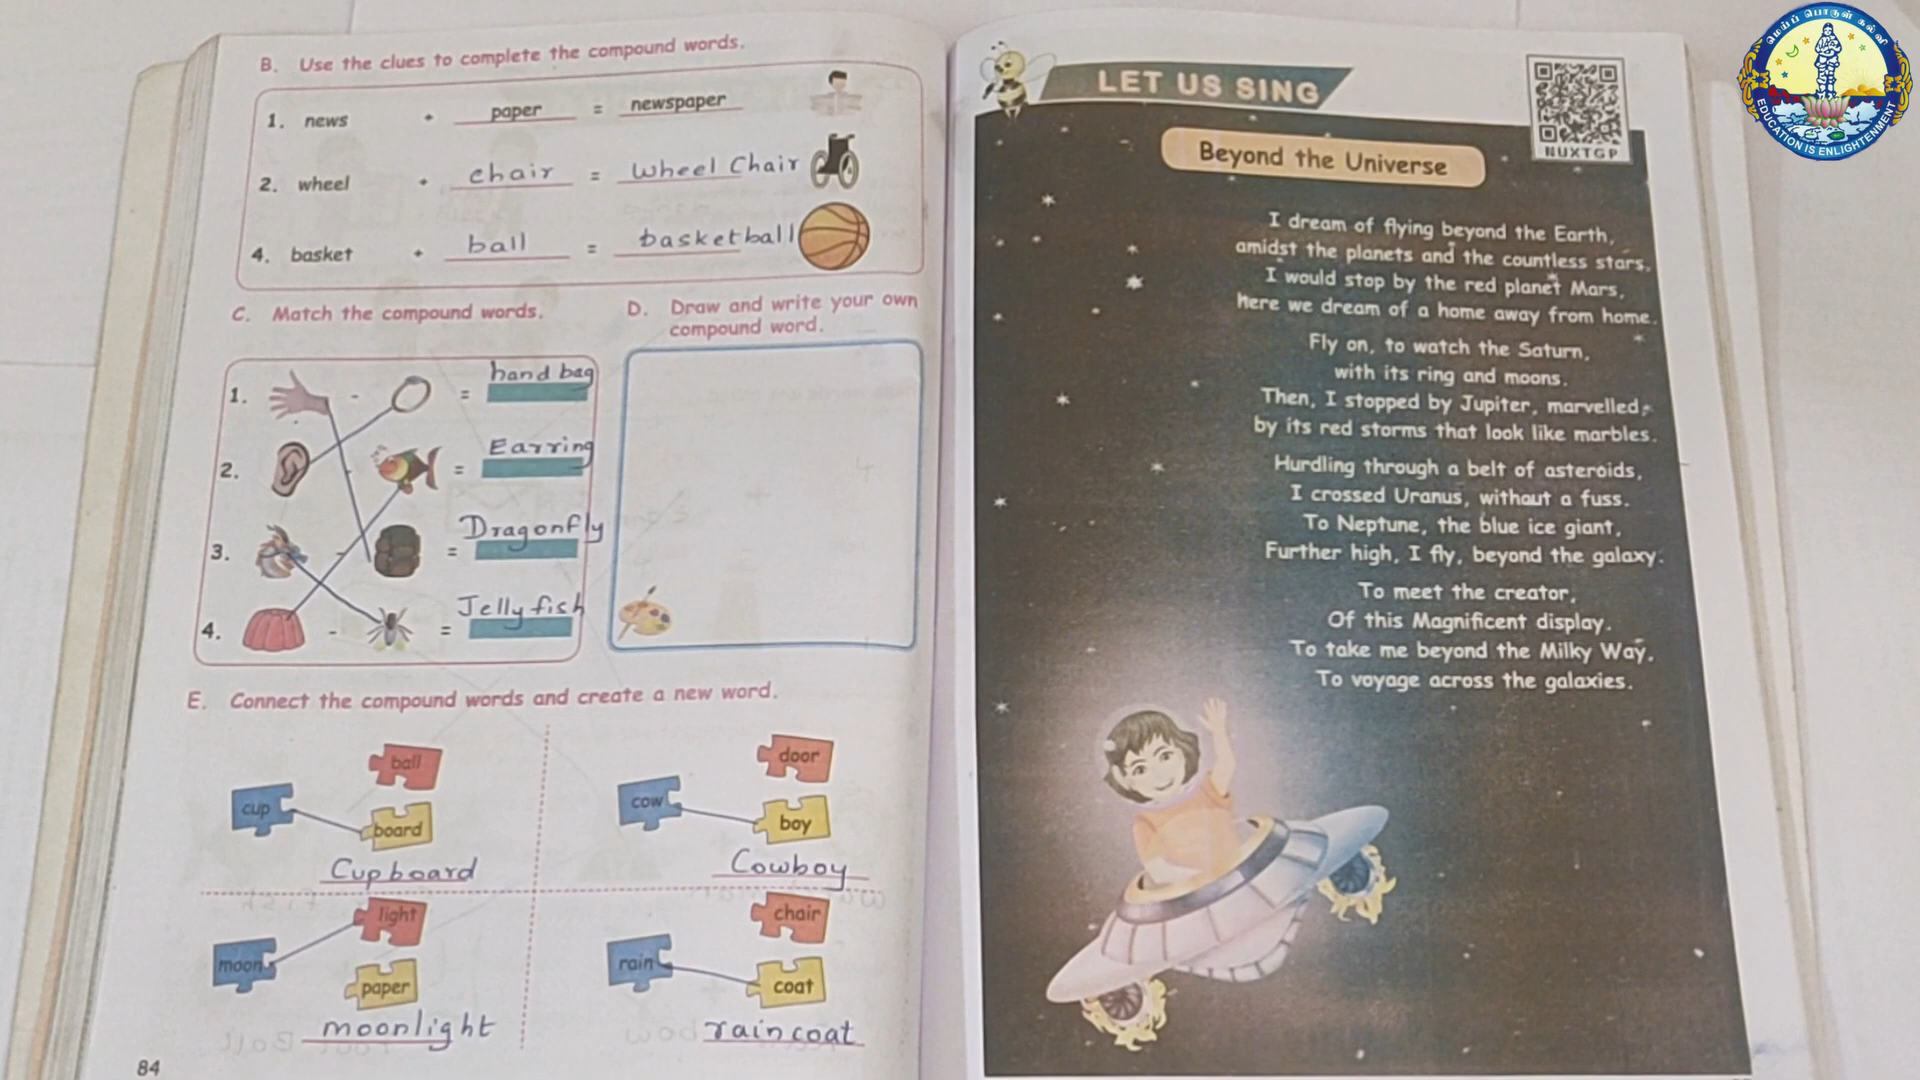 B. Use the clues to complete the compound words.
1. news + paper = newspaper
2. wheel + chair = wheel Chair
4. basket + ball = basketball
C. Match the compound words.
1. - = hand bag
2. = Earring
3. - = Dragonfly
4. - = Jelly fish
D. Draw and write your own
compound word.
E. Connect the compound words and create a new word.
ball
cup
board
Cupboard
door
cow
boy
Cowboy
light
moon
paper
moonlight
chair
rain
coat
raincoat
84
LET US SING
NUXTGP
Beyond the Universe
I dream of flying beyond the Earth,
amidst the planets and the countless stars,
I would stop by the red planet Mars,
here we dream of a home away from home.
Fly on, to watch the Saturn,
with its ring and moons.
Then, I stopped by Jupiter, marvelled;
by its red storms that look like marbles.
Hurdling through a belt of asteroids,
I crossed Uranus, without a fuss.
To Neptune, the blue ice giant,
Further high, I fly, beyond the galaxy.
To meet the creator,
Of this Magnificent display.
To take me beyond the Milky Way,
To voyage across the galaxies.
மெய்ப் பொருள் கல்வி
EDUCATION IS ENLIGHTENMENT